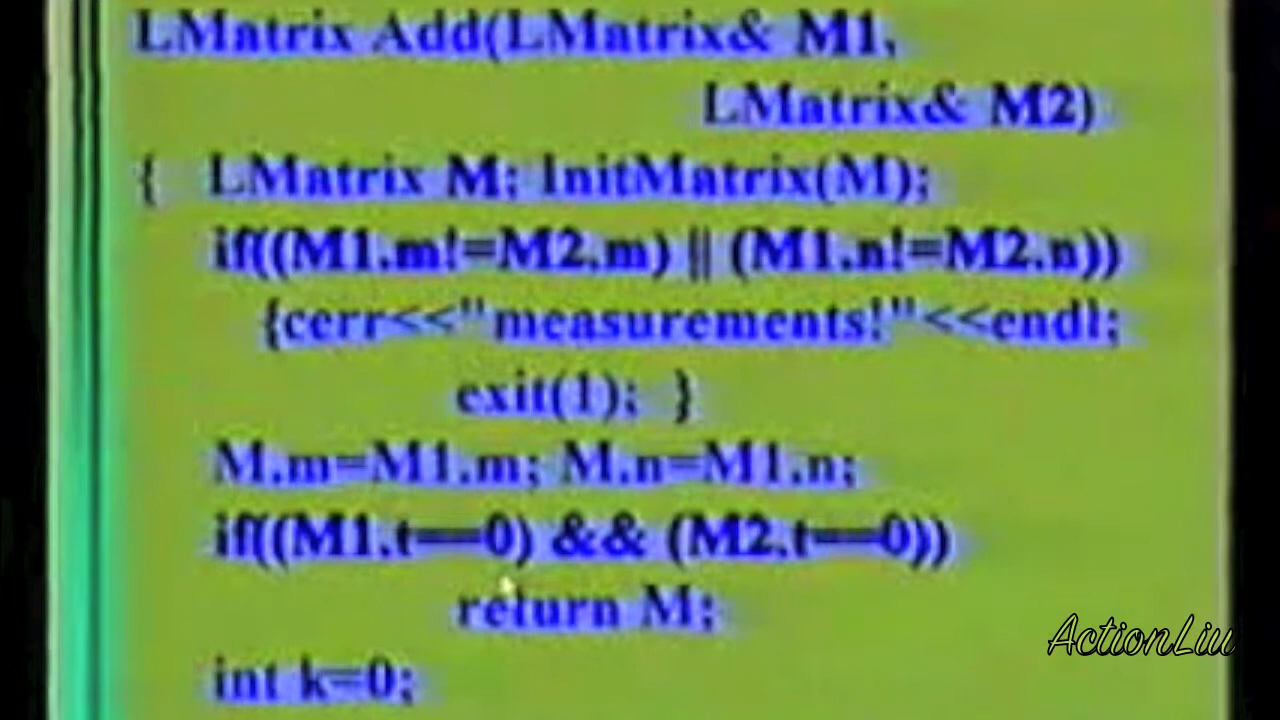 LMatrix Add(LMatrix& M1,
LMatrix& M2)
{ LMatrix M; InitMatrix(M);
if((M1.m!=M2.m) || (M1.n!=M2.n))
{cerr<<"measurements!"<<endl;
exit(1); }
M.m=M1.m; M.n=M1.n;
if((M1.t==0) && (M2.t==0))
return M;
int k=0;
ActionLiu